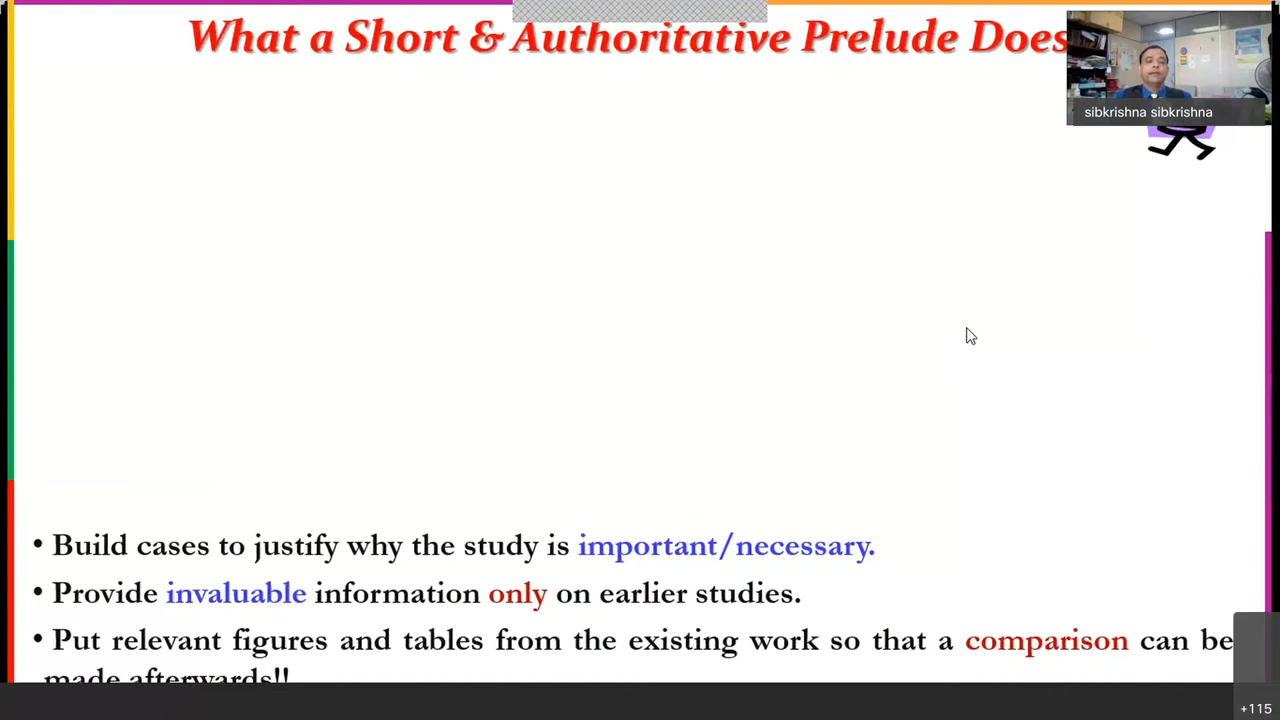 What a Short & Authoritative Prelude Does
sibkrishna sibkrishna
• Build cases to justify why the study is important/necessary.
• Provide invaluable information only on earlier studies.
• Put relevant figures and tables from the existing work so that a comparison can be
made afterwards!!
+115